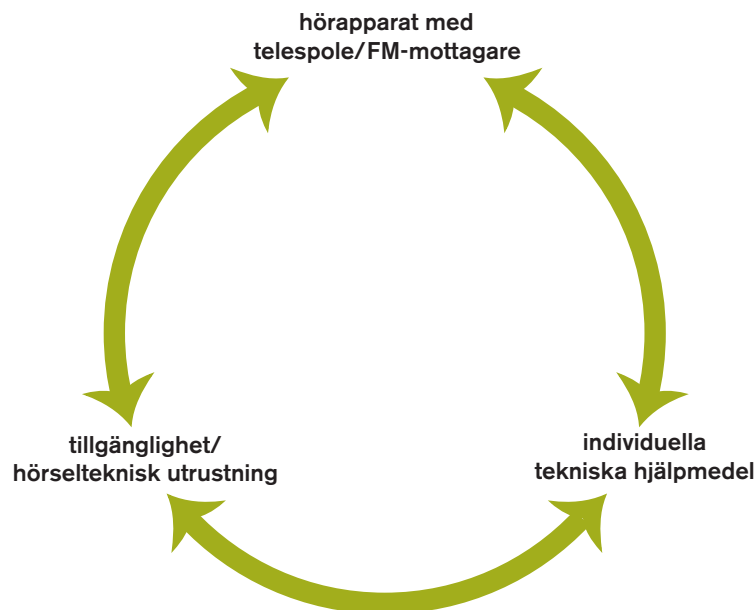 hörapparat med
telespole/FM-mottagare
tillgänglighet/
hörselteknisk utrustning
individuella
tekniska hjälpmedel